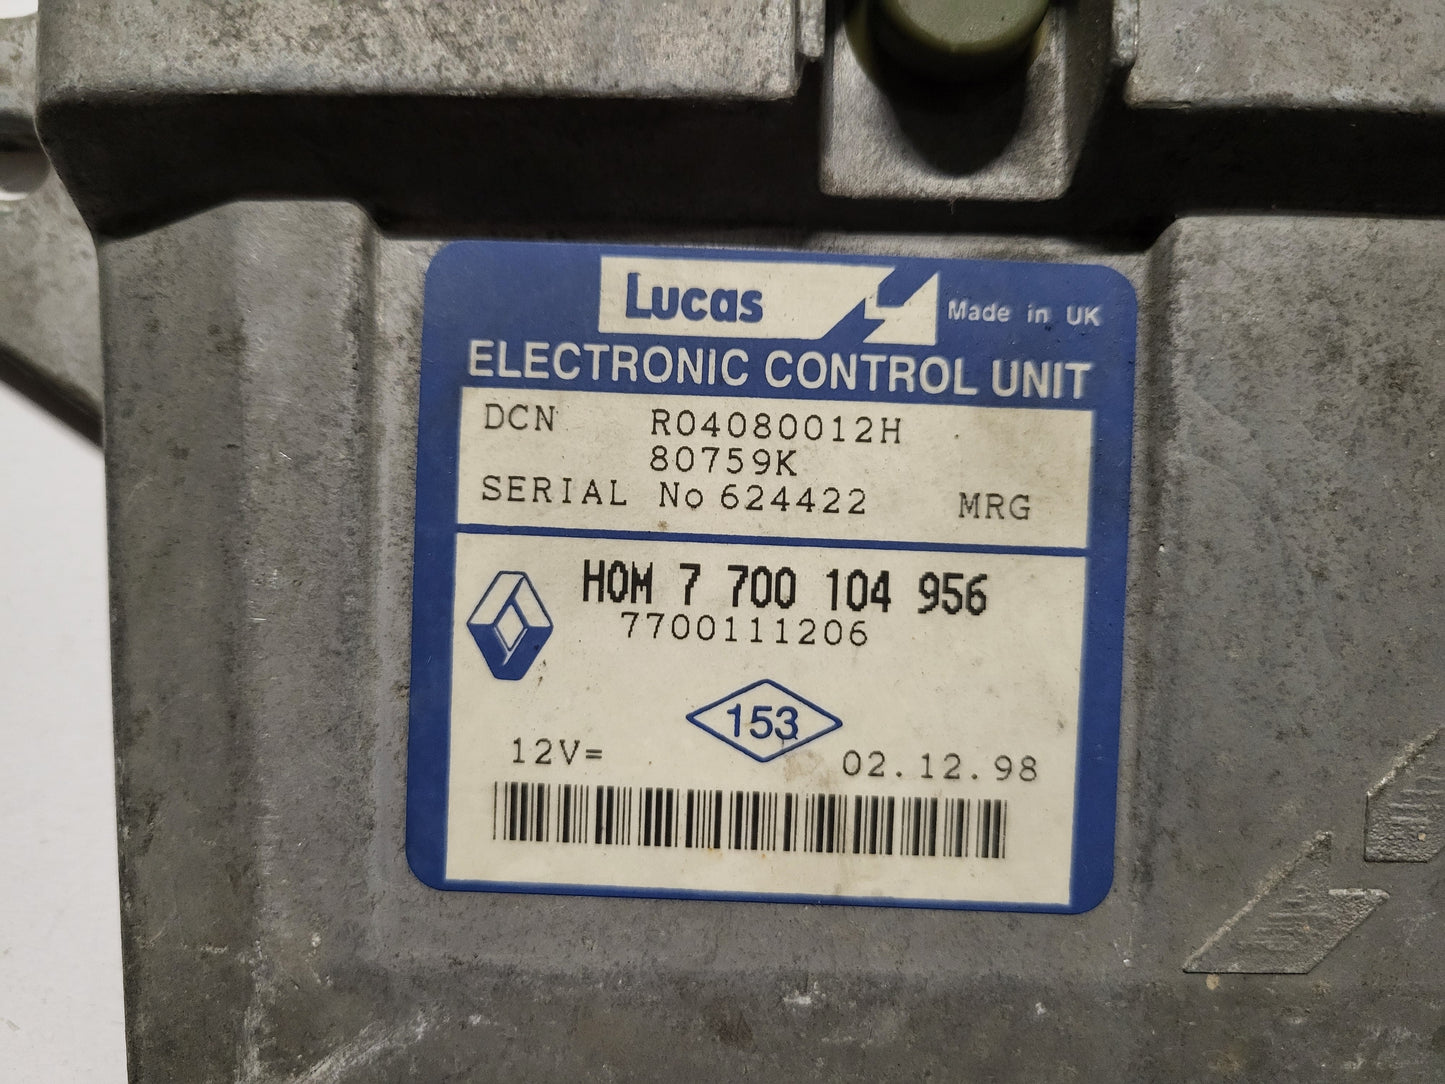 Lucas Made in UK
ELECTRONIC CONTROL UNIT
DCN R04080012H
80759K
SERIAL No 624422 MRG
HOM 7 700 104 956
7700111206
153
12V= 02.12.98